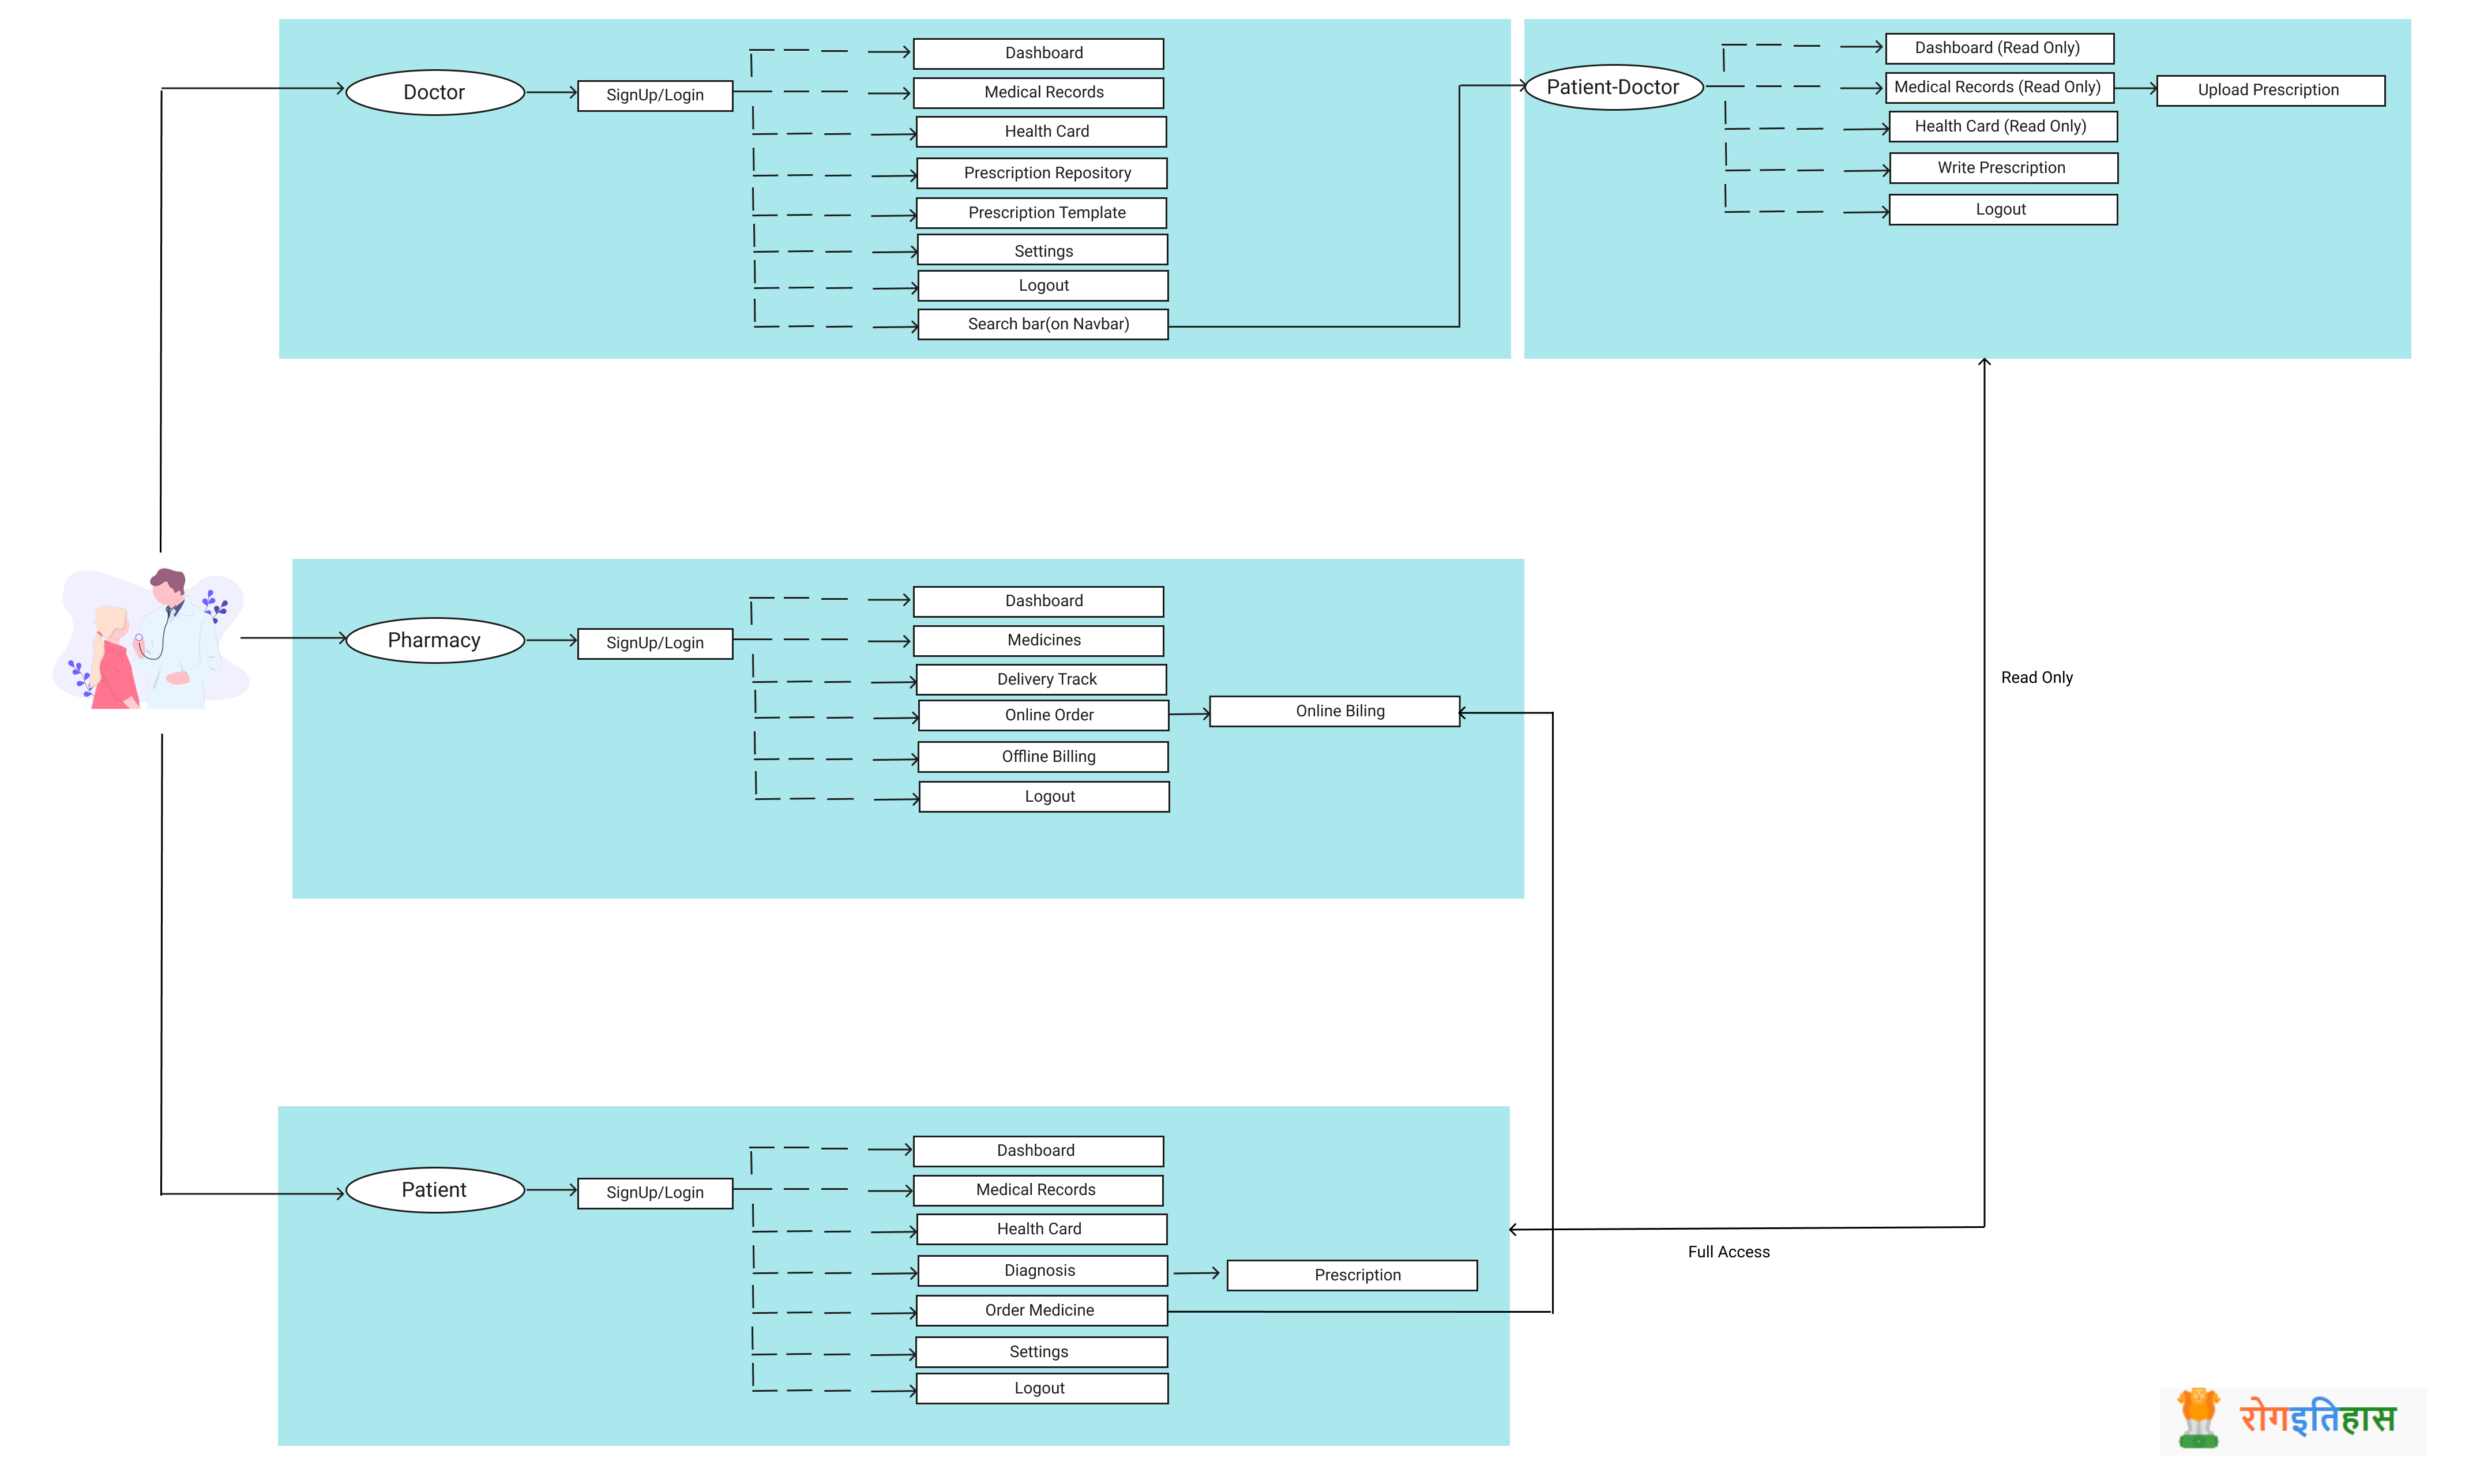 Doctor
SignUp/Login
Dashboard
Medical Records
Health Card
Prescription Repository
Prescription Template
Settings
Logout
Search bar(on Navbar)
Patient-Doctor
Dashboard (Read Only)
Medical Records (Read Only)
Upload Prescription
Health Card (Read Only)
Write Prescription
Logout
Pharmacy
SignUp/Login
Dashboard
Medicines
Delivery Track
Online Order
Online Biling
Offline Billing
Logout
Read Only
Patient
SignUp/Login
Dashboard
Medical Records
Health Card
Diagnosis
Prescription
Order Medicine
Settings
Logout
Full Access
रोगइतिहास